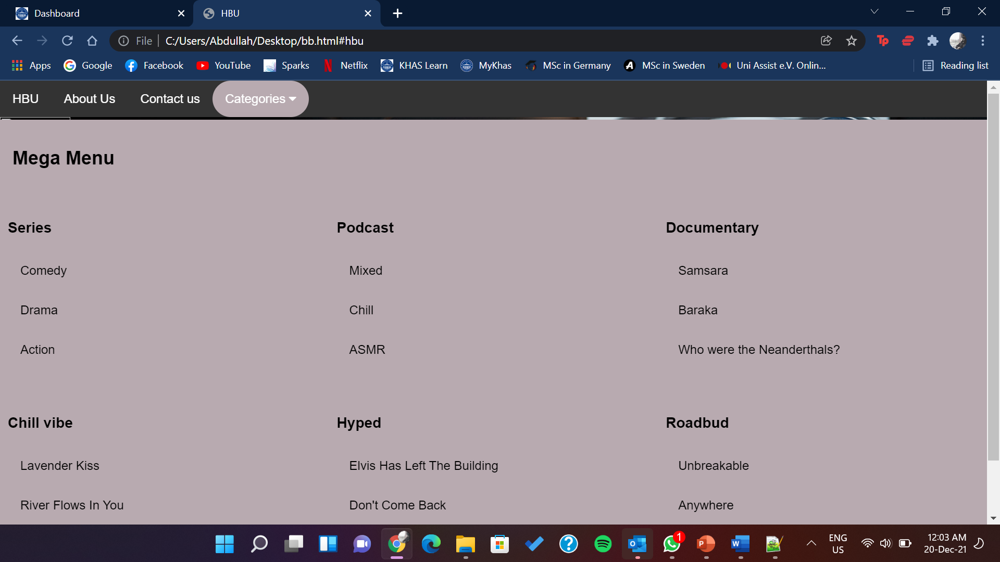 Dashboard HBU
File C:/Users/Abdullah/Desktop/bb.html#hbu
Apps Google Facebook YouTube Sparks Netflix KHAS Learn MyKhas MSc in Germany MSc in Sweden Uni Assist e.V. Onlin... Reading list
HBU About Us Contact us Categories
Mega Menu
Series Podcast Documentary
Comedy Mixed Samsara
Drama Chill Baraka
Action ASMR Who were the Neanderthals?
Chill vibe Hyped Roadbud
Lavender Kiss Elvis Has Left The Building Unbreakable
River Flows In You Don't Come Back Anywhere
1
ENG 12:03 AM
US 20-Dec-21